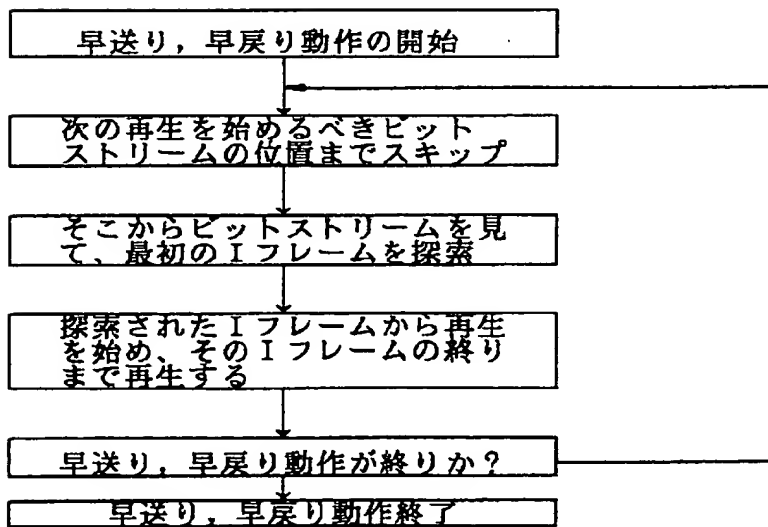 早送り，早戻り動作の開始
次の再生を始めるべきビット
ストリームの位置までスキップ
そこからビットストリームを見
て、最初のＩフレームを探索
探索されたＩフレームから再生
を始め、そのＩフレームの終り
まで再生する
早送り，早戻り動作が終りか？
早送り，早戻り動作終了